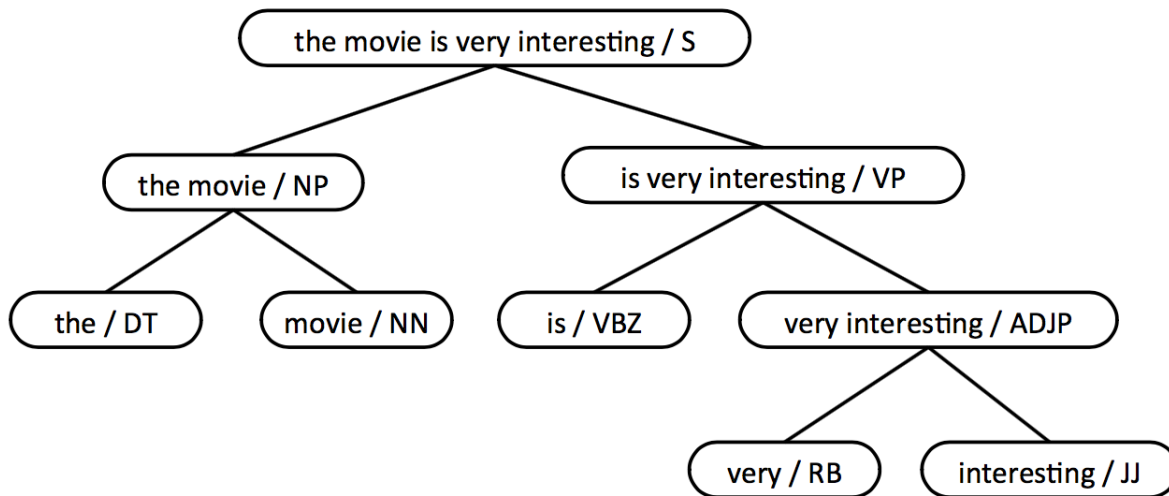 the movie is very interesting / S
the movie / NP
is very interesting / VP
the / DT
movie / NN
is / VBZ
very interesting / ADJP
very / RB
interesting / JJ